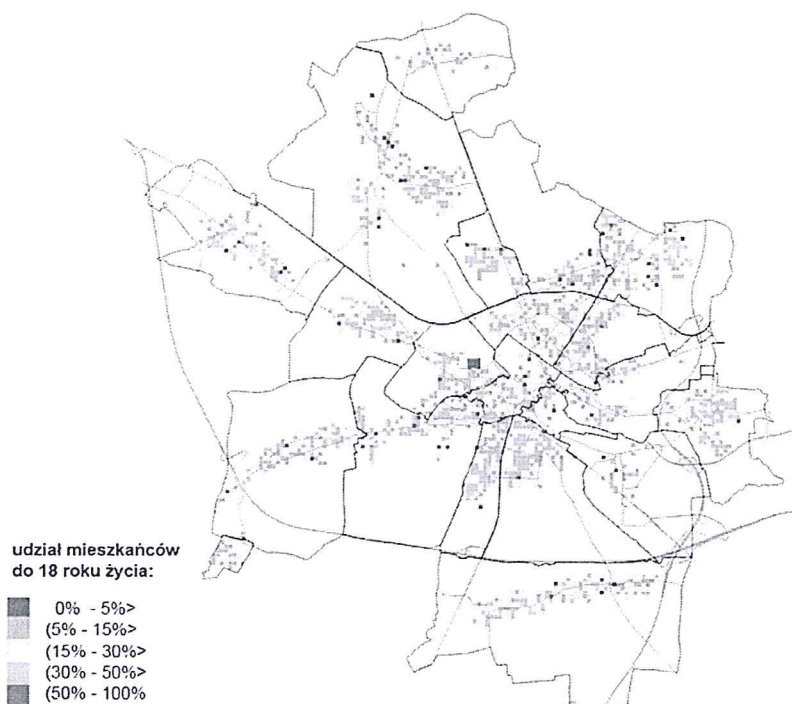 udział mieszkańców
do 18 roku życia:
0% - 5%>
(5% - 15%>
(15% - 30%>
(30% - 50%>
(50% - 100%